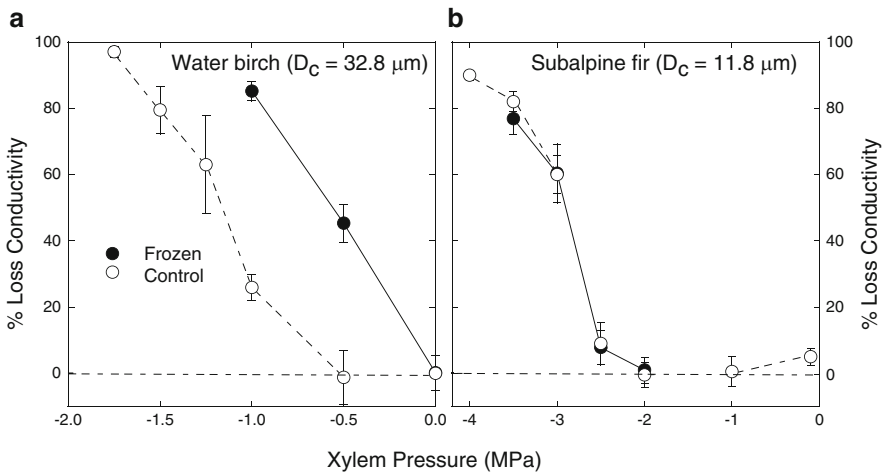 a
b
Water birch (D_C = 32.8 μm)
Subalpine fir (D_C = 11.8 μm)
% Loss Conductivity
100
80
60
40
20
0
Frozen
Control
-2.0
-1.5
-1.0
-0.5
0.0
-4
-3
-2
-1
0
100
80
60
40
20
0
% Loss Conductivity
Xylem Pressure (MPa)